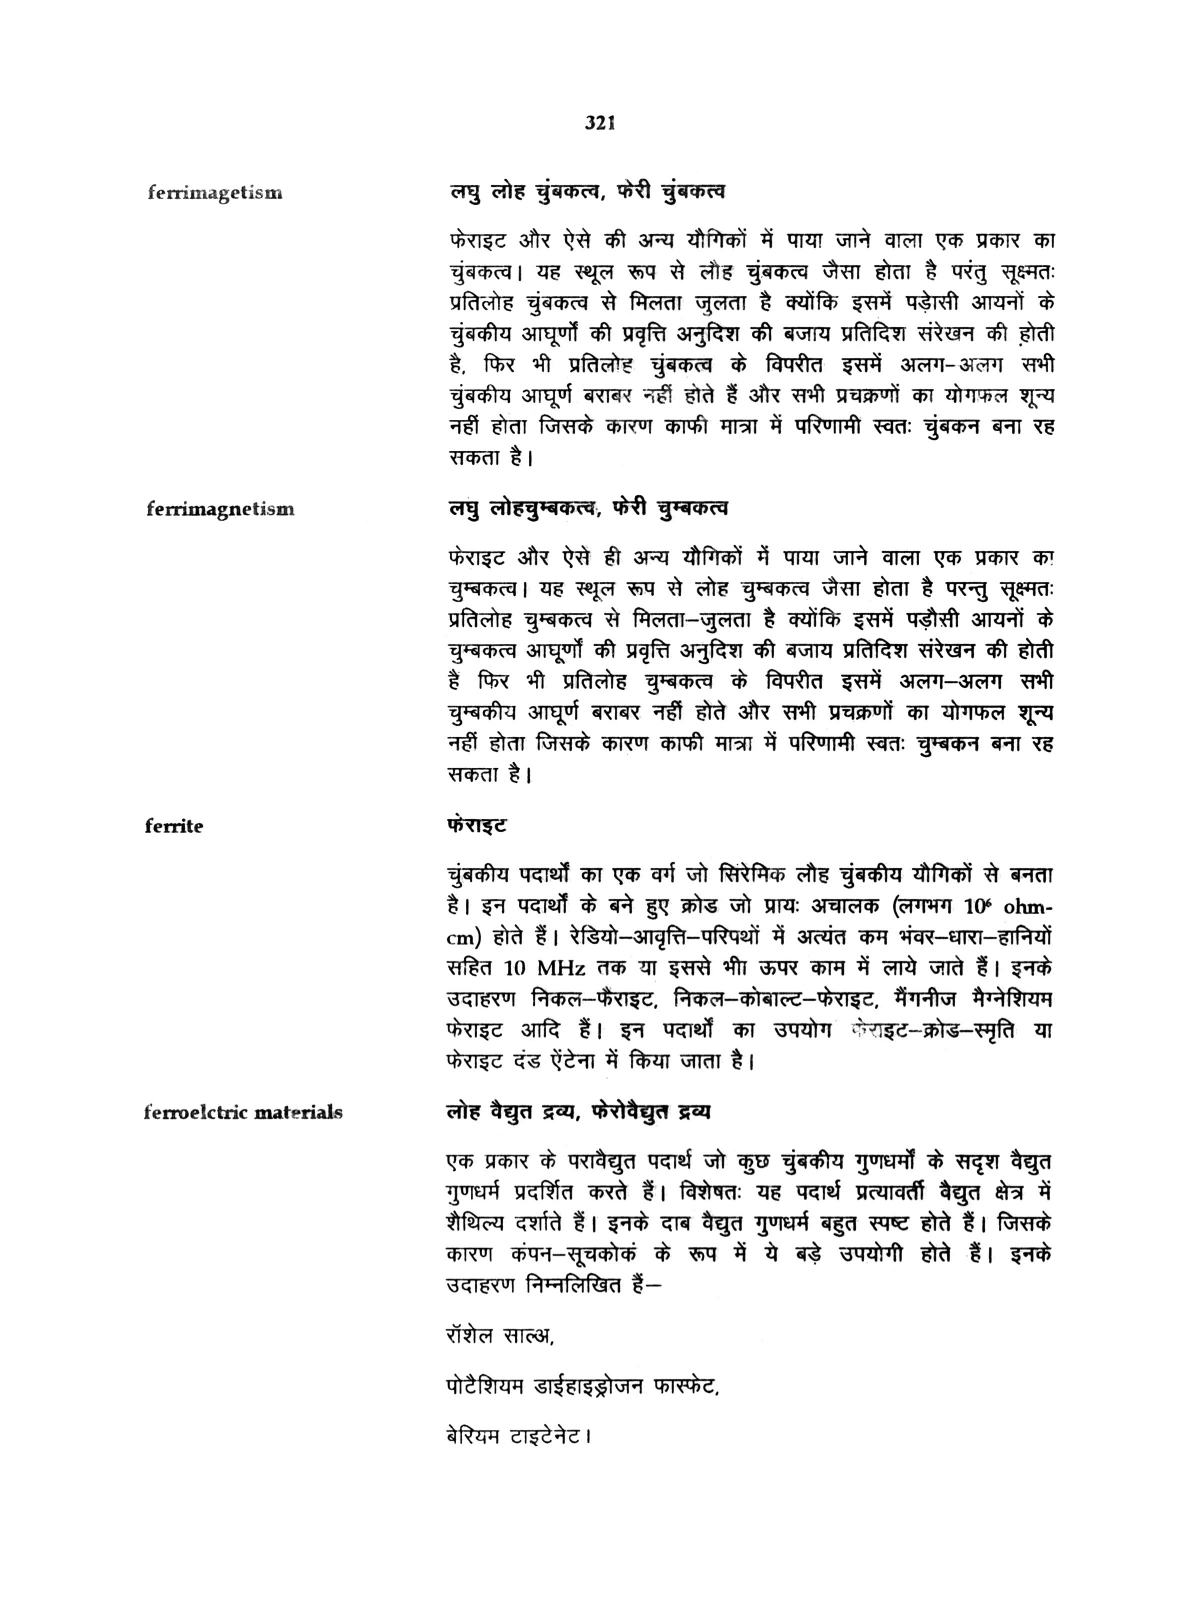 321
ferrimagetism
लघु लोह चुंबकत्व, फेरी चुंबकत्व
फेराइट और ऐसे की अन्य यौगिकों में पाया जाने वाला एक प्रकार का
चुंबकत्व। यह स्थूल रूप से लौह चुंबकत्व जैसा होता है परंतु सूक्ष्मतः
प्रतिलोह चुंबकत्व से मिलता जुलता है क्योंकि इसमें पड़ोसी आयनों के
चुंबकीय आघूर्णों की प्रवृत्ति अनुदिश की बजाय प्रतिदिश संरेखन की होती
है, फिर भी प्रतिलोह चुंबकत्व के विपरीत इसमें अलग-अलग सभी
चुंबकीय आघूर्ण बराबर नहीं होते हैं और सभी प्रचक्रणों का योगफल शून्य
नहीं होता जिसके कारण काफी मात्रा में परिणामी स्वतः चुंबकन बना रह
सकता है।
ferrimagnetism
लघु लोहचुम्बकत्व, फेरी चुम्बकत्व
फेराइट और ऐसे ही अन्य यौगिकों में पाया जाने वाला एक प्रकार का
चुम्बकत्व। यह स्थूल रूप से लोह चुम्बकत्व जैसा होता है परन्तु सूक्ष्मतः
प्रतिलोह चुम्बकत्व से मिलता–जुलता है क्योंकि इसमें पड़ौसी आयनों के
चुम्बकत्व आघूर्णों की प्रवृत्ति अनुदिश की बजाय प्रतिदिश संरेखन की होती
है फिर भी प्रतिलोह चुम्बकत्व के विपरीत इसमें अलग–अलग सभी
चुम्बकीय आघूर्ण बराबर नहीं होते और सभी प्रचक्रणों का योगफल शून्य
नहीं होता जिसके कारण काफी मात्रा में परिणामी स्वतः चुम्बकन बना रह
सकता है।
ferrite
फेराइट
चुंबकीय पदार्थों का एक वर्ग जो सिरेमिक लौह चुंबकीय यौगिकों से बनता
है। इन पदार्थों के बने हुए क्रोड जो प्रायः अचालक (लगभग 10⁶ ohm-
cm) होते हैं। रेडियो–आवृत्ति–परिपथों में अत्यंत कम भंवर–धारा–हानियों
सहित 10 MHz तक या इससे भीा ऊपर काम में लाये जाते हैं। इनके
उदाहरण निकल–फैराइट, निकल–कोबाल्ट–फेराइट, मैंगनीज मैग्नेशियम
फेराइट आदि हैं। इन पदार्थों का उपयोग फेराइट–क्रोड–स्मृति या
फेराइट दंड ऐंटेना में किया जाता है।
ferroelctric materials
लोह वैद्युत द्रव्य, फेरोवैद्युत द्रव्य
एक प्रकार के परावैद्युत पदार्थ जो कुछ चुंबकीय गुणधर्मों के सदृश वैद्युत
गुणधर्म प्रदर्शित करते हैं। विशेषतः यह पदार्थ प्रत्यावर्ती वैद्युत क्षेत्र में
शैथिल्य दर्शाते हैं। इनके दाब वैद्युत गुणधर्म बहुत स्पष्ट होते हैं। जिसके
कारण कंपन–सूचकोकं के रूप में ये बड़े उपयोगी होते हैं। इनके
उदाहरण निम्नलिखित हैं–
रॉशेल साल्अ,
पोटैशियम डाईहाइड्रोजन फास्फेट,
बेरियम टाइटेनेट।